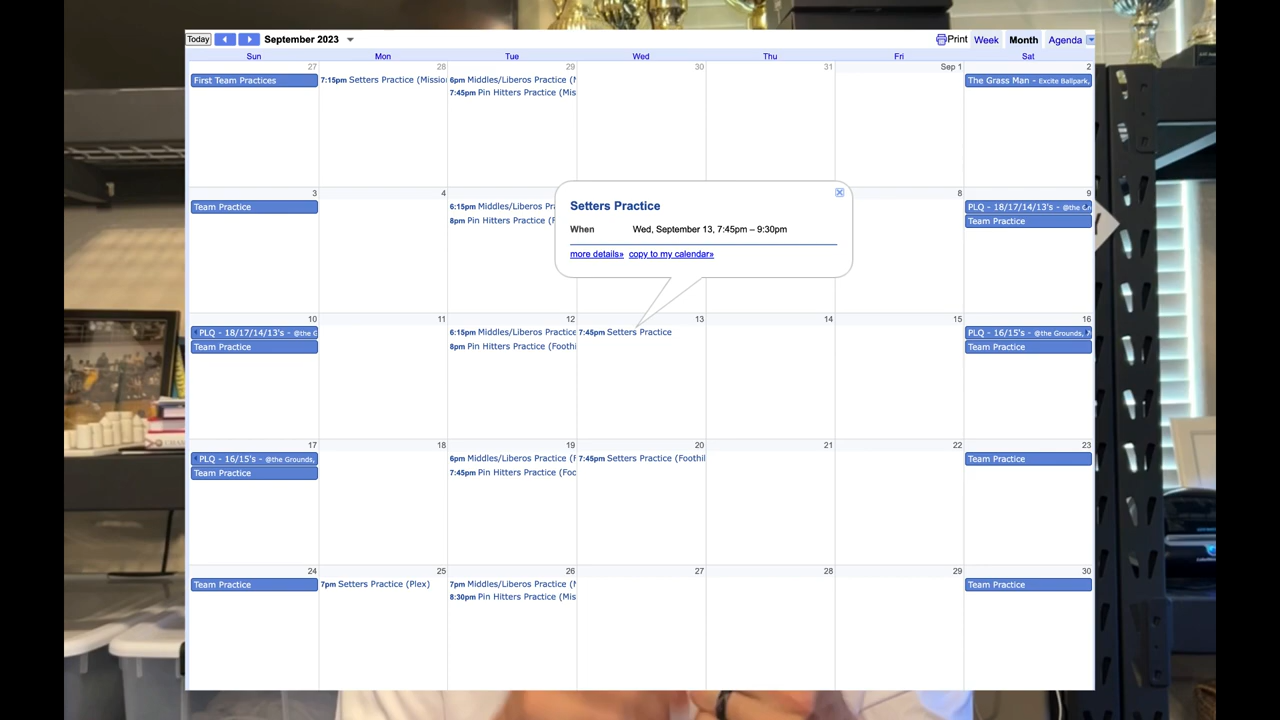 Today
September 2023
Print Week Month Agenda
Sun Mon Tue Wed Thu Fri Sat
27 28 29 30 31 Sep 1 2
First Team Practices 7:15pm Setters Practice (Missio 6pm Middles/Liberos Practice ( The Grass Man - Excite Ballpark,
7:45pm Pin Hitters Practice (Mis
3 4 8 9
Team Practice 6:15pm Middles/Liberos Pra PLQ - 18/17/14/13's - @the
8pm Pin Hitters Practice ( Team Practice
Setters Practice
When Wed, September 13, 7:45pm – 9:30pm
more details» copy to my calendar»
10 11 12 13 14 15 16
PLQ - 18/17/14/13's - @the G 6:15pm Middles/Liberos Practice 7:45pm Setters Practice PLQ - 16/15's - @the Grounds,
Team Practice 8pm Pin Hitters Practice (Foothi Team Practice
17 18 19 20 21 22 23
PLQ - 16/15's - @the Grounds, 6pm Middles/Liberos Practice ( 7:45pm Setters Practice (Foothil Team Practice
Team Practice 7:45pm Pin Hitters Practice (Foo
24 25 26 27 28 29 30
Team Practice 7pm Setters Practice (Plex) 7pm Middles/Liberos Practice ( Team Practice
8:30pm Pin Hitters Practice (Mis